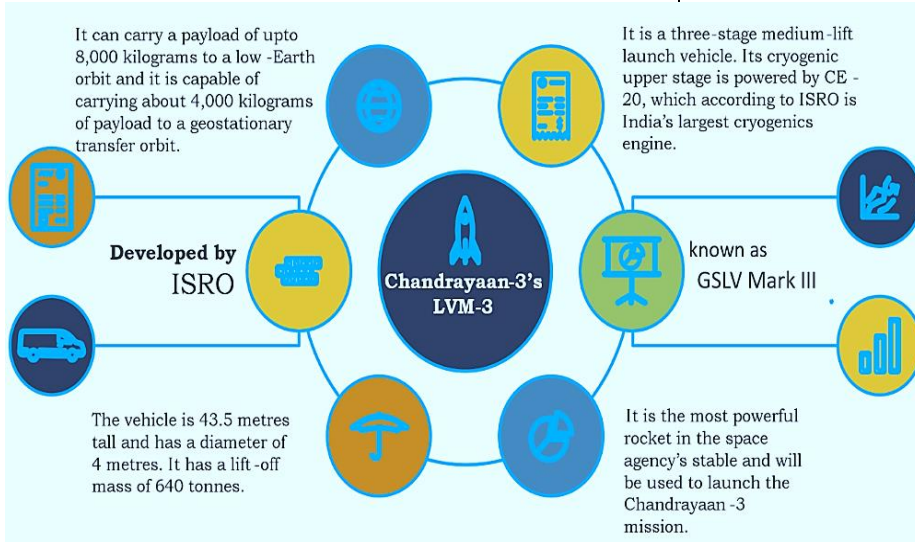 It can carry a payload of upto
8,000 kilograms to a low -Earth
orbit and it is capable of
carrying about 4,000 kilograms
of payload to a geostationary
transfer orbit.
It is a three-stage medium-lift
launch vehicle. Its cryogenic
upper stage is powered by CE -
20, which according to ISRO is
India's largest cryogenics
engine.
Developed by
ISRO
Chandrayaan-3's
LVM-3
known as
GSLV Mark III
The vehicle is 43.5 metres
tall and has a diameter of
4 metres. It has a lift -off
mass of 640 tonnes.
It is the most powerful
rocket in the space
agency's stable and will
be used to launch the
Chandrayaan -3
mission.